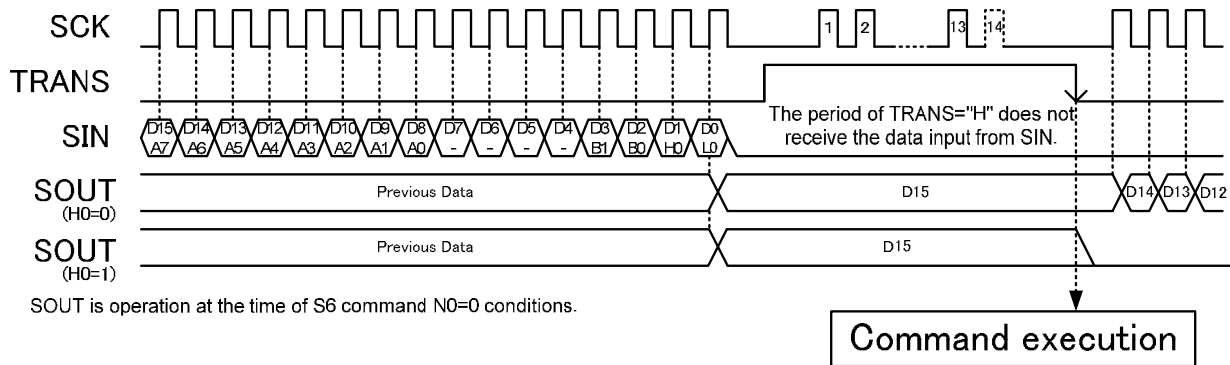 SCK 1 2 13 14
TRANS
The period of TRANS="H" does not
receive the data input from SIN.
SIN D15 D14 D13 D12 D11 D10 D9 D8 D7 D6 D5 D4 D3 D2 D1 D0
A7 A6 A5 A4 A3 A2 A1 A0 - - - - B1 B0 H0 L0
SOUT Previous Data D15 D14 D13 D12
(H0=0)
SOUT Previous Data D15
(H0=1)
SOUT is operation at the time of S6 command N0=0 conditions.
Command execution